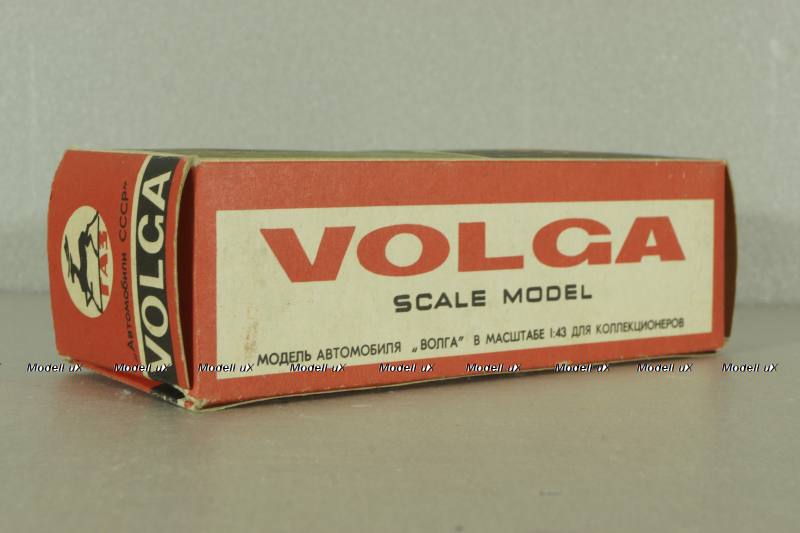 ГАЗ
„Автомобили СССР“
VOLGA
VOLGA
SCALE MODEL
МОДЕЛЬ АВТОМОБИЛЯ „ВОЛГА“ В МАСШТАБЕ 1:43 ДЛЯ КОЛЛЕКЦИОНЕРОВ
Modell uX Modell uX Modell uX Modell uX Modell uX Modell uX Modell uX Modell uX Modell uX